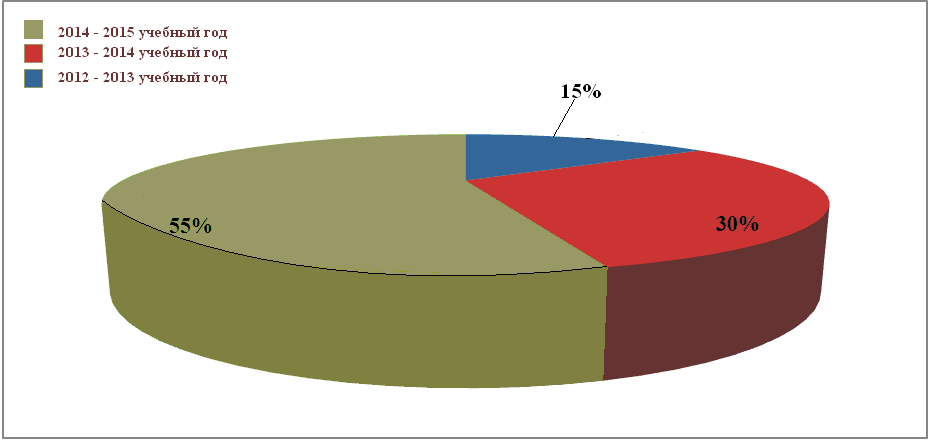 2014 - 2015 учебный год
2013 - 2014 учебный год
2012 - 2013 учебный год
15%
55%
30%